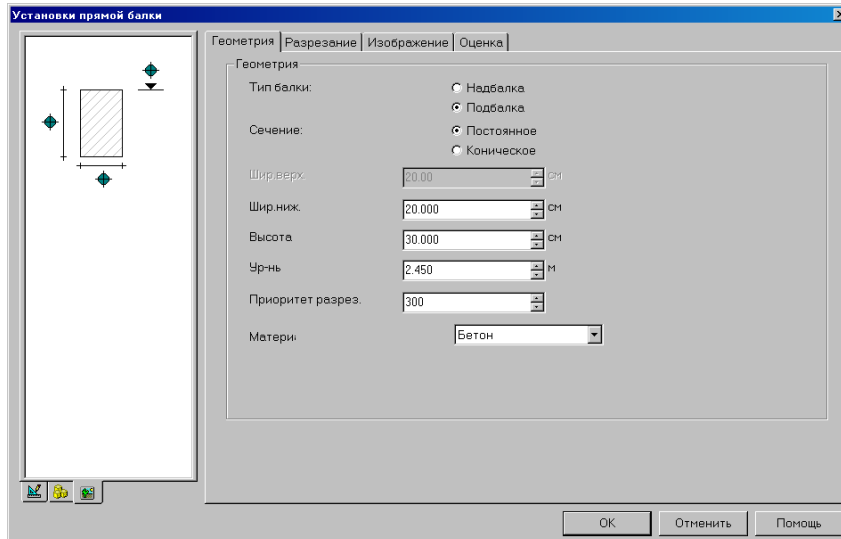 Установки прямой балки
Геометрия Разрезание Изображение Оценка
Геометрия
Тип балки: Надбалка
Подбалка
Сечение: Постоянное
Коническое
Шир.верх. 20.00 см
Шир.ниж. 20.000 см
Высота 30.000 см
Ур-нь 2.450 м
Приоритет разрез. 300
Матери Бетон
OK Отменить Помощь